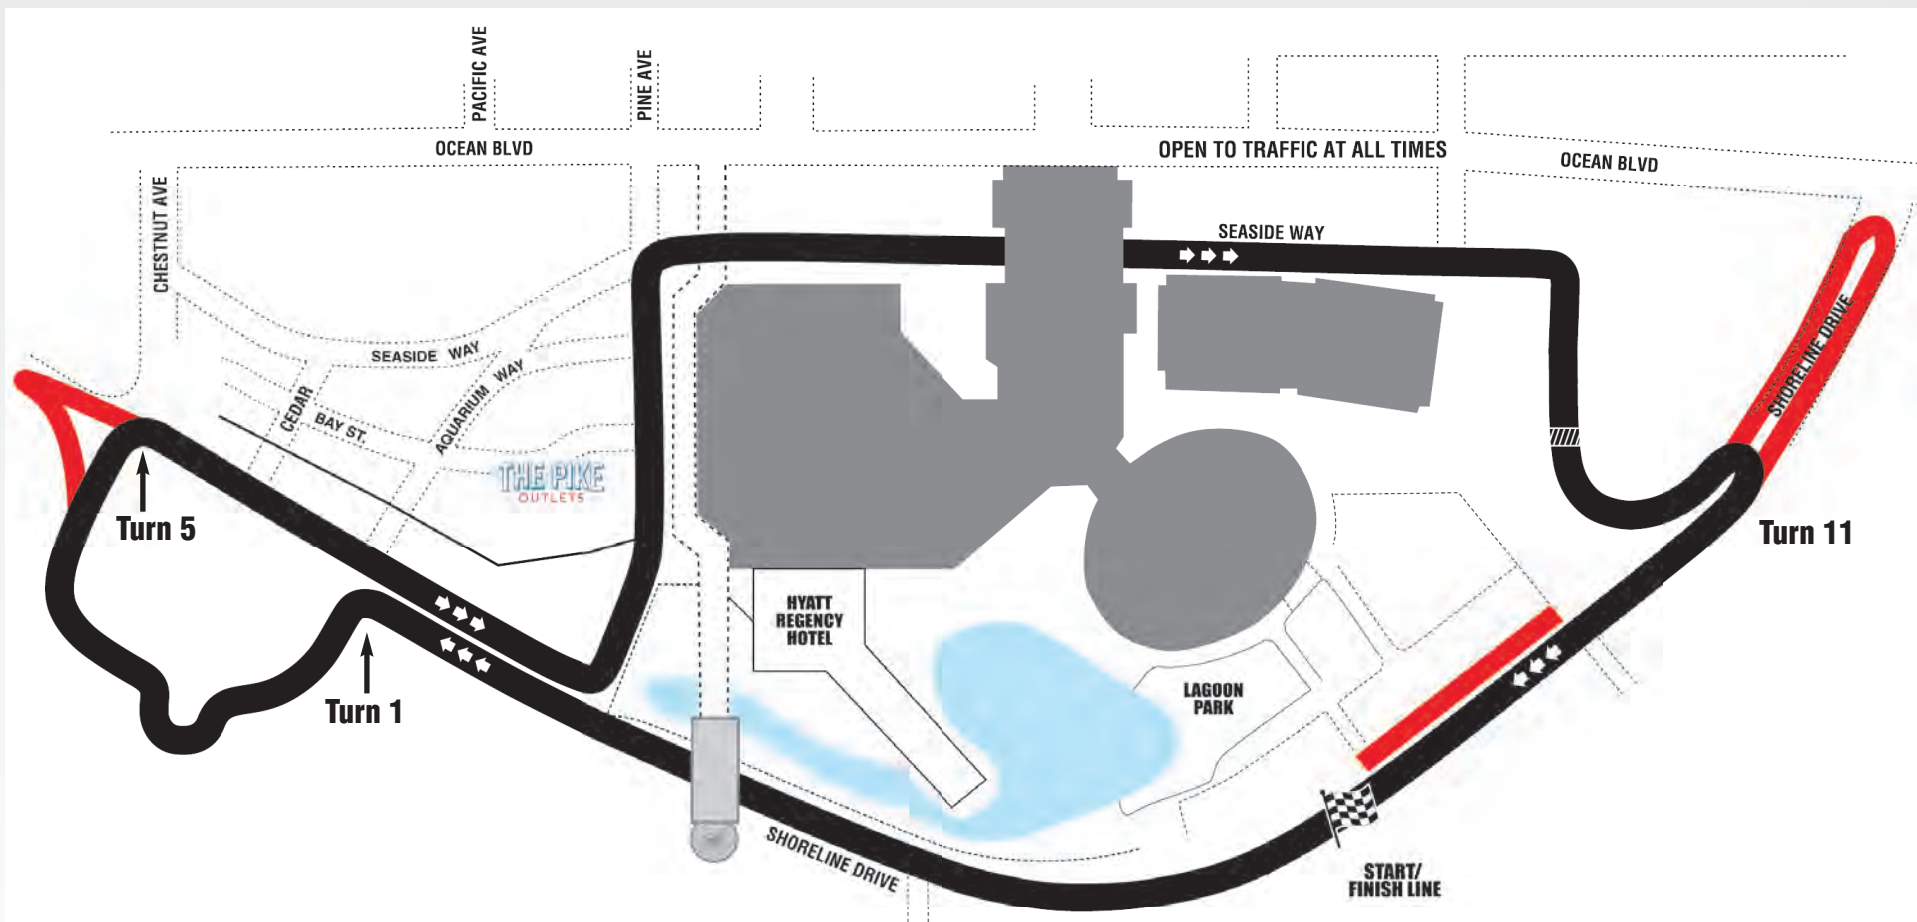 PACIFIC AVE
PINE AVE
OCEAN BLVD
OPEN TO TRAFFIC AT ALL TIMES
OCEAN BLVD
CHESTNUT AVE
SEASIDE WAY
SEASIDE WAY
AQUARIUM WAY
CEDAR
BAY ST.
SHORELINE DRIVE
THE PIKE
OUTLETS
Turn 5
Turn 11
HYATT
REGENCY
HOTEL
LAGOON
PARK
Turn 1
SHORELINE DRIVE
START/
FINISH LINE